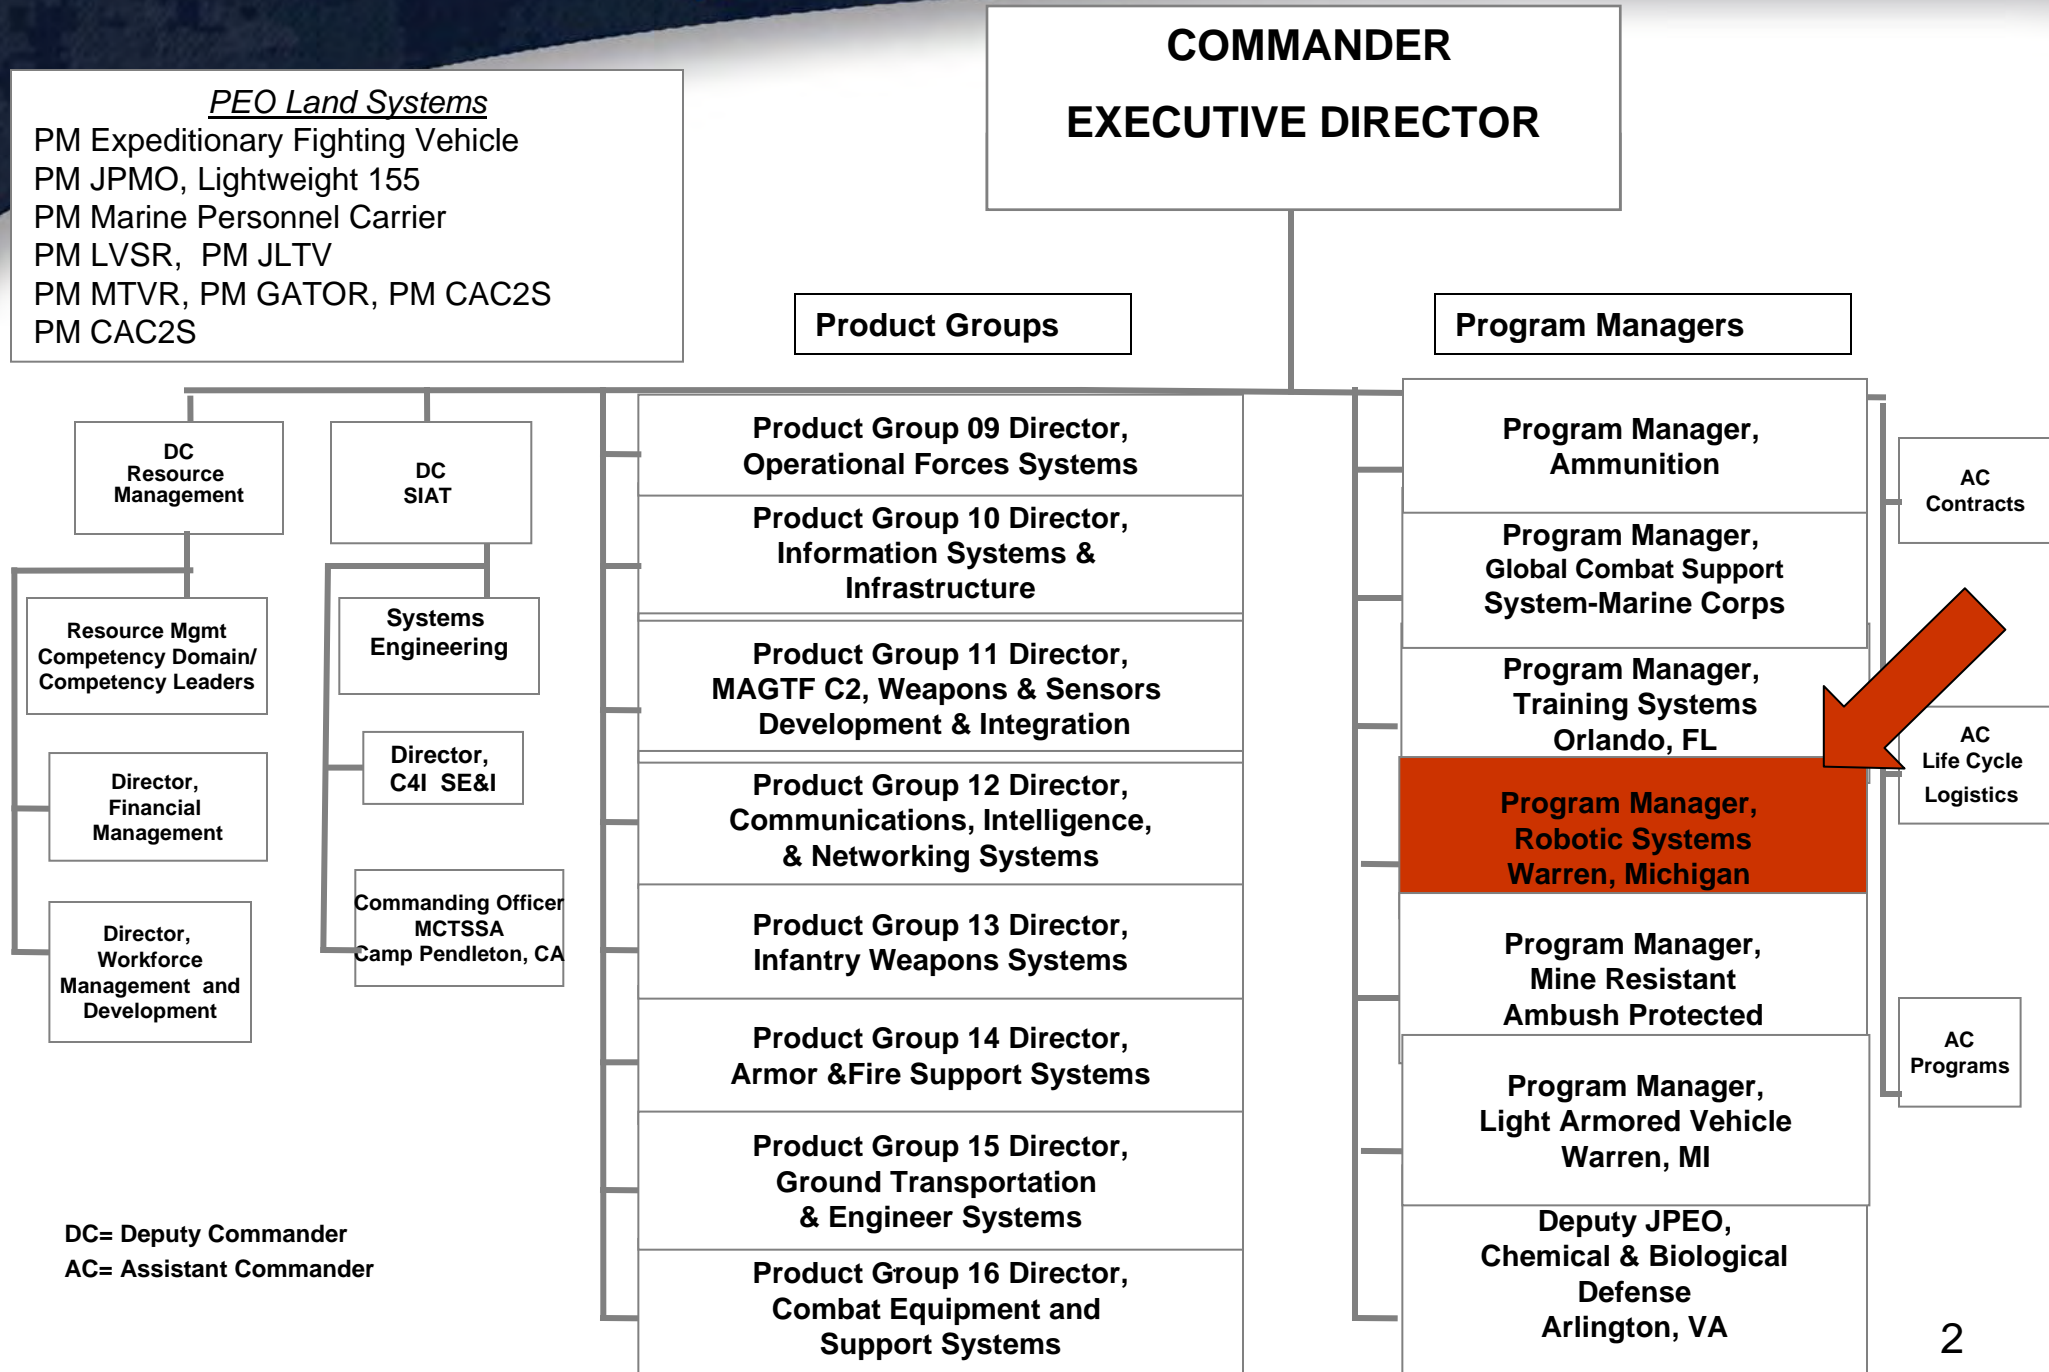 COMMANDER
EXECUTIVE DIRECTOR
PEO Land Systems
PM Expeditionary Fighting Vehicle
PM JPMO, Lightweight 155
PM Marine Personnel Carrier
PM LVSR, PM JLTV
PM MTVR, PM GATOR, PM CAC2S
PM CAC2S
Product Groups
Program Managers
DC
Resource
Management
Resource Mgmt
Competency Domain/
Competency Leaders
Director,
Financial
Management
Director,
Workforce
Management and
Development
DC
SIAT
Systems
Engineering
Director,
C4I SE&I
Commanding Officer
MCTSSA
Camp Pendleton, CA
Product Group 09 Director,
Operational Forces Systems
Product Group 10 Director,
Information Systems &
Infrastructure
Product Group 11 Director,
MAGTF C2, Weapons & Sensors
Development & Integration
Product Group 12 Director,
Communications, Intelligence,
& Networking Systems
Product Group 13 Director,
Infantry Weapons Systems
Product Group 14 Director,
Armor &Fire Support Systems
Product Group 15 Director,
Ground Transportation
& Engineer Systems
Product Group 16 Director,
Combat Equipment and
Support Systems
Program Manager,
Ammunition
Program Manager,
Global Combat Support
System-Marine Corps
Program Manager,
Training Systems
Orlando, FL
Program Manager,
Robotic Systems
Warren, Michigan
Program Manager,
Mine Resistant
Ambush Protected
Program Manager,
Light Armored Vehicle
Warren, MI
Deputy JPEO,
Chemical & Biological
Defense
Arlington, VA
AC
Contracts
AC
Life Cycle
Logistics
AC
Programs
DC= Deputy Commander
AC= Assistant Commander
2